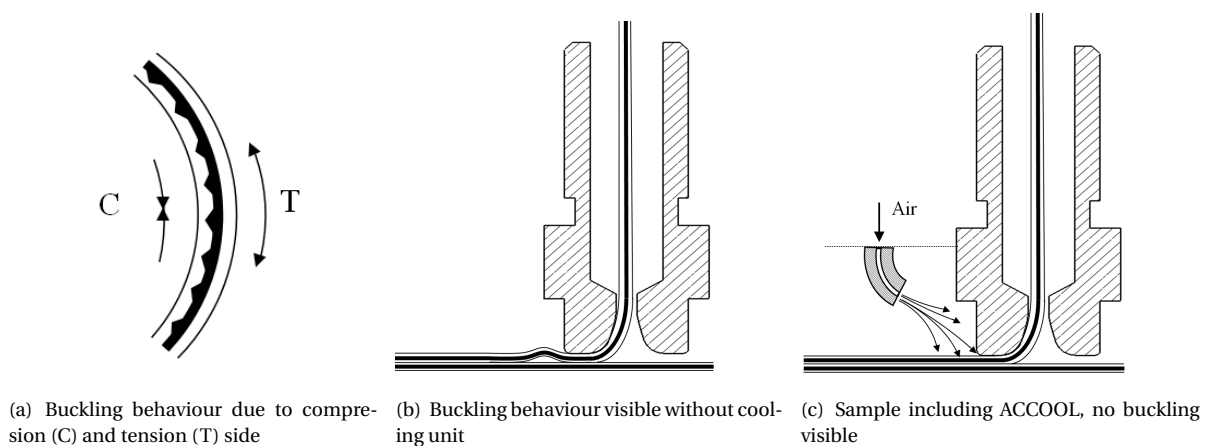 C
T
Air
(a) Buckling behaviour due to compre-
sion (C) and tension (T) side
(b) Buckling behaviour visible without cool-
ing unit
(c) Sample including ACCOOL, no buckling
visible